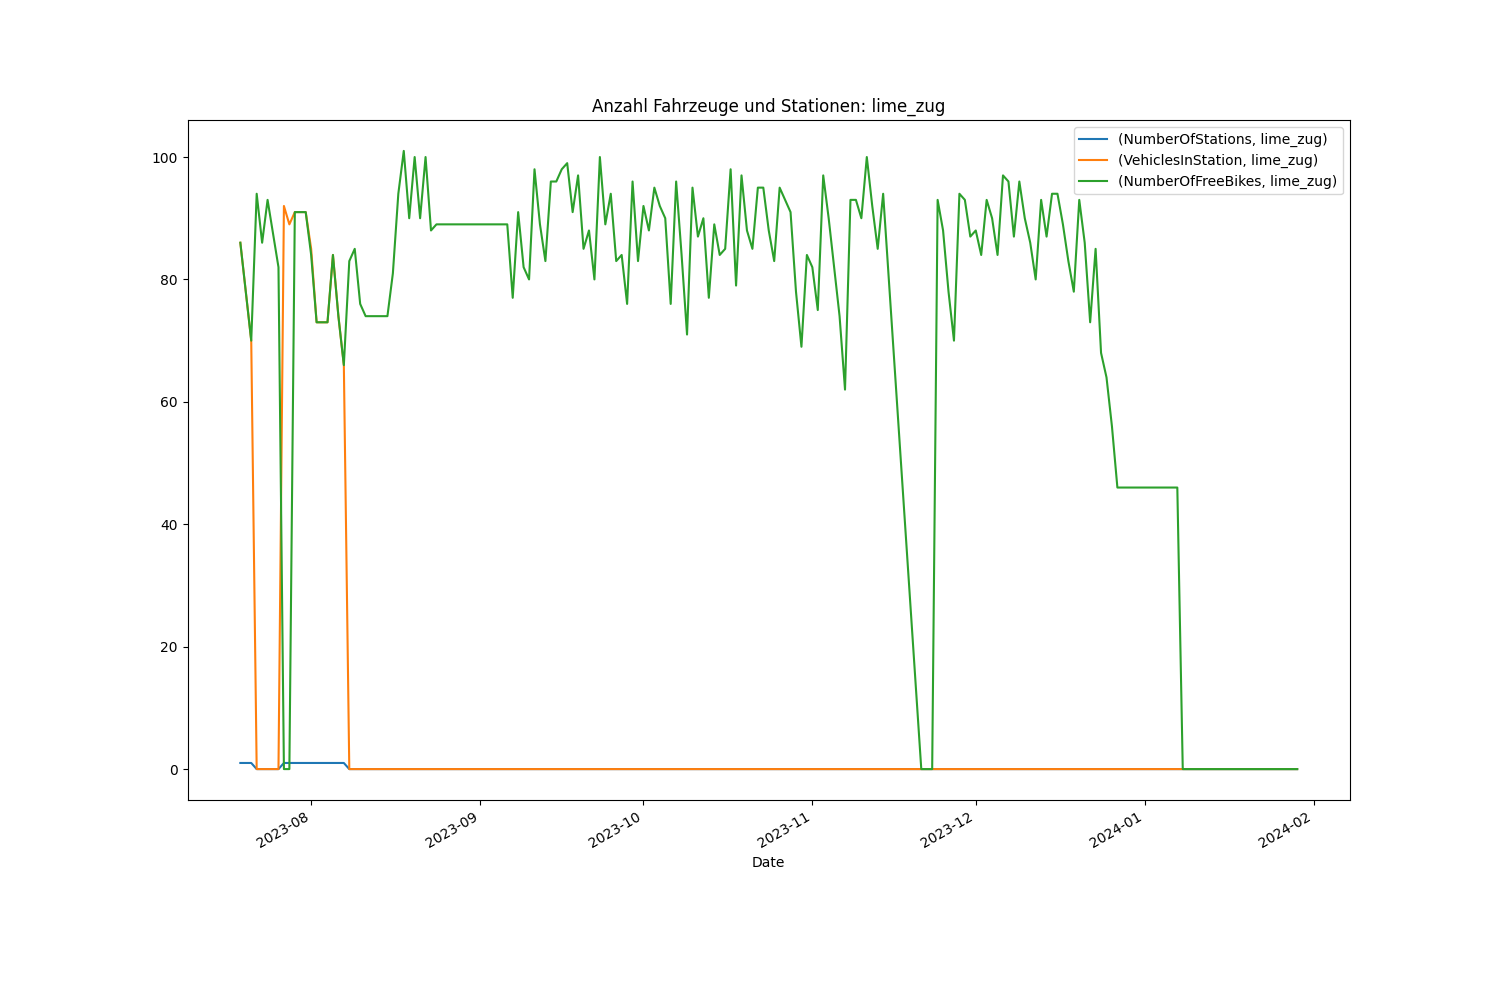 Anzahl Fahrzeuge und Stationen: lime_zug
(NumberOfStations, lime_zug)
(VehiclesInStation, lime_zug)
(NumberOfFreeBikes, lime_zug)
100
80
60
40
20
0
2023-08
2023-09
2023-10
2023-11
2023-12
2024-01
2024-02
Date